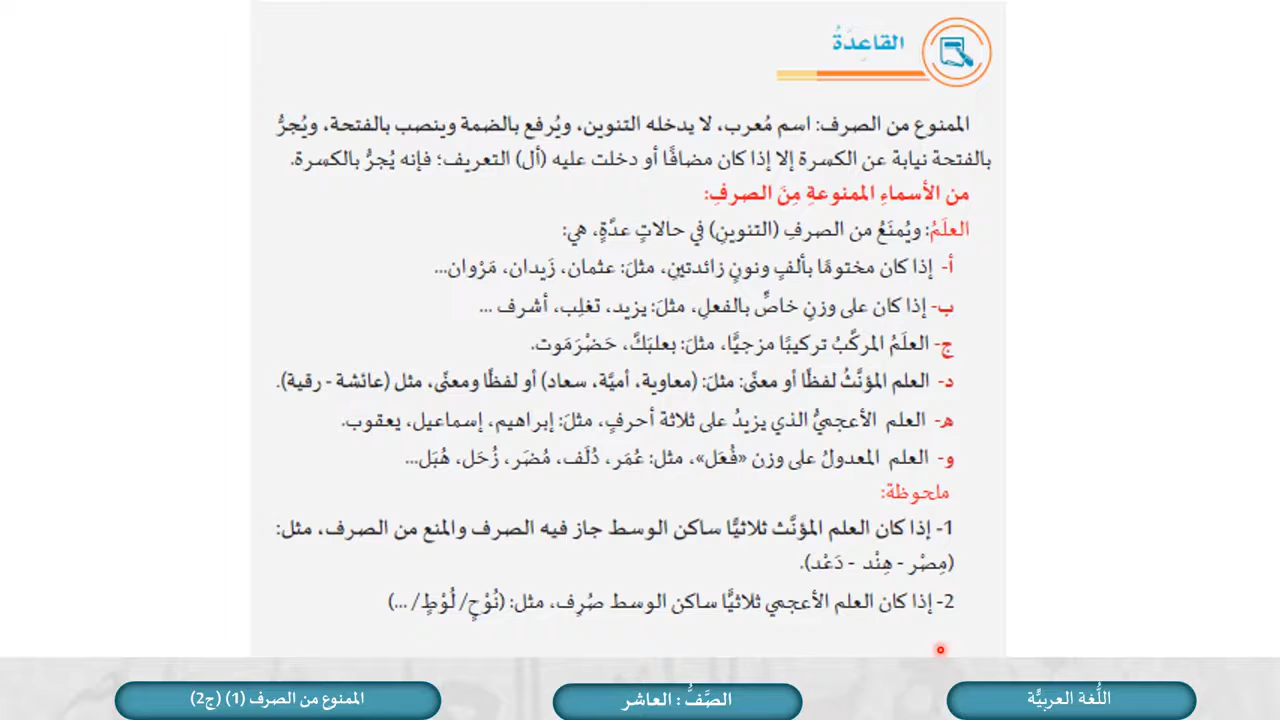 القاعِدَةُ
الممنوع من الصرف: اسم مُعرب، لا يدخله التنوين، ويُرفع بالضمة وينصب بالفتحة، ويُجرُّ
بالفتحة نيابة عن الكسرة إلا إذا كان مضافًا أو دخلت عليه (أل) التعريف؛ فإنه يُجرُّ بالكسرة.
من الأسماءِ الممنوعةِ مِنَ الصرفِ:
العلَمُ: ويُمنَعُ من الصرفِ (التنوينِ) في حالاتٍ عدَّةٍ، هي:
أ- إذا كان مختومًا بألفٍ ونونٍ زائدتينِ، مثلَ: عثمان، زَيدان، مَرْوان...
ب- إذا كان على وزنٍ خاصٍّ بالفعلِ، مثلَ: يزيد، تغلِب، أشرف ...
ج- العلَمُ المركَّبُ تركيبًا مزجيًّا، مثلَ: بعلبَكَّ، حَضْرَمَوت.
د- العلم المؤنَّثُ لفظًا أو معنًى: مثلَ: (معاوية، أميَّة، سعاد) أو لفظًا ومعنًى، مثل (عائشة - رقية).
هـ- العلم الأعجميُّ الذي يزيدُ على ثلاثة أحرفٍ، مثلَ: إبراهيم، إسماعيل، يعقوب.
و- العلم المعدولُ على وزن «فُعَل»، مثل: عُمَر، دُلَف، مُضَر، زُحَل، هُبَل...
ملحوظة:
1- إذا كان العلم المؤنَّث ثلاثيًّا ساكن الوسط جاز فيه الصرف والمنع من الصرف، مثل:
(مِصْر - هِنْد - دَعْد).
2- إذا كان العلم الأعجمي ثلاثيًّا ساكن الوسط صُرِف، مثل: (نُوْحٍ/ لُوْطٍ/ ...)
اللُّغة العربيَّة
الصَّفُّ : العاشر
الممنوع من الصرف (1) (ج2)